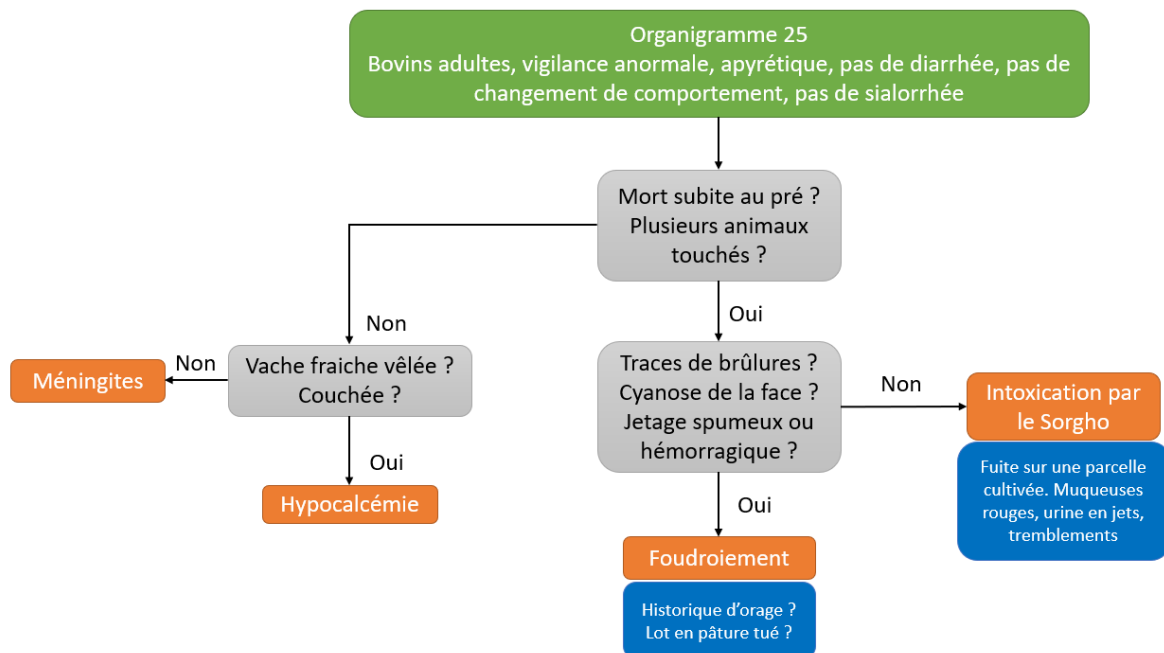 Organigramme 25
Bovins adultes, vigilance anormale, apyrétique, pas de diarrhée, pas de
changement de comportement, pas de sialorrhée
Mort subite au pré ?
Plusieurs animaux
touchés ?
Non
Oui
Méningites
Non
Vache fraiche vêlée ?
Couchée ?
Traces de brûlures ?
Cyanose de la face ?
Jetage spumeux ou
hémorragique ?
Non
Intoxication par
le Sorgho
Fuite sur une parcelle
cultivée. Muqueuses
rouges, urine en jets,
tremblements
Oui
Hypocalcémie
Oui
Foudroiement
Historique d’orage ?
Lot en pâture tué ?